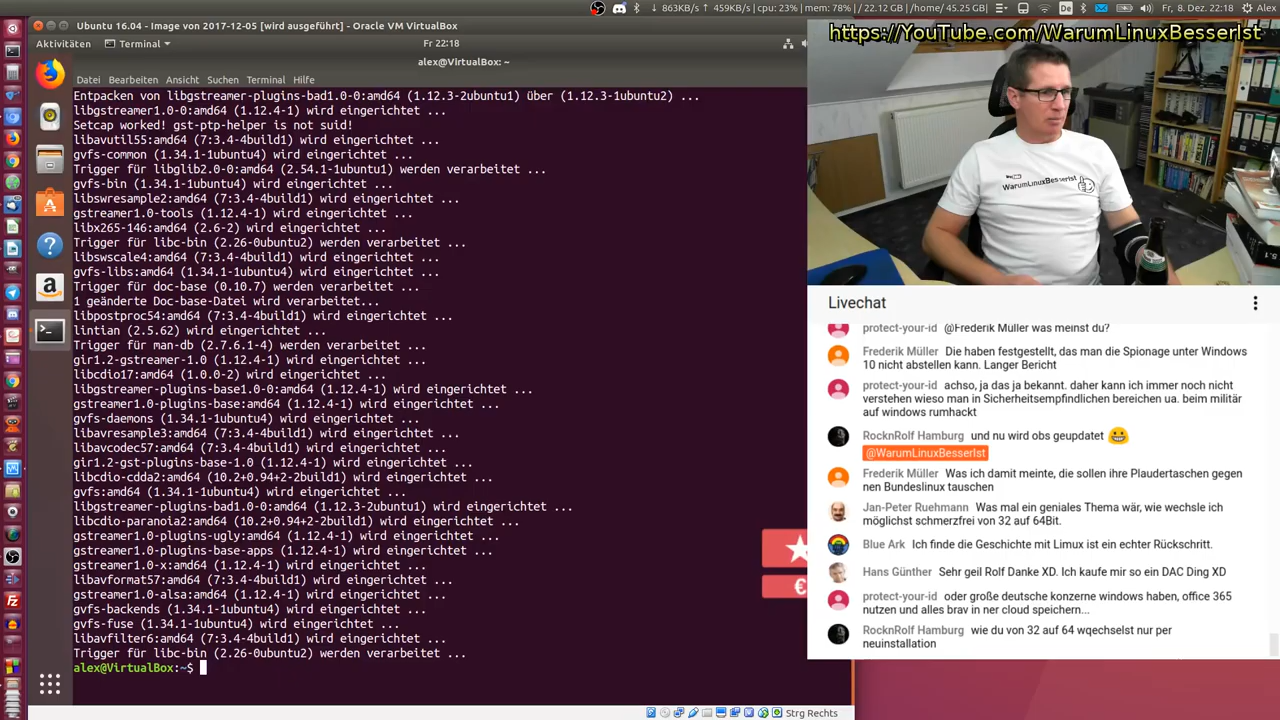 863KB/s
459KB/s
cpu: 23%
mem: 78%
22.12 GB
/home/ 45.25 GB
De
Fr, 8. Dez, 22:18
Alex
Ubuntu 16.04 - Image von 2017-12-05 [wird ausgeführt] - Oracle VM VirtualBox
Aktivitäten
Terminal
Fr 22:18
alex@VirtualBox: ~
Datei Bearbeiten Ansicht Suchen Terminal Hilfe
Entpacken von libgstreamer-plugins-bad1.0-0:amd64 (1.12.3-2ubuntu1) über (1.12.3-1ubuntu2) ...
libgstreamer1.0-0:amd64 (1.12.4-1) wird eingerichtet ...
Setcap worked! gst-ptp-helper is not suid!
libavutil55:amd64 (7:3.4-4build1) wird eingerichtet ...
gvfs-common (1.34.1-1ubuntu4) wird eingerichtet ...
Trigger für libglib2.0-0:amd64 (2.54.1-1ubuntu1) werden verarbeitet ...
gvfs-bin (1.34.1-1ubuntu4) wird eingerichtet ...
libswresample2:amd64 (7:3.4-4build1) wird eingerichtet ...
gstreamer1.0-tools (1.12.4-1) wird eingerichtet ...
libx265-146:amd64 (2.6-2) wird eingerichtet ...
Trigger für libc-bin (2.26-0ubuntu2) werden verarbeitet ...
libswscale4:amd64 (7:3.4-4build1) wird eingerichtet ...
gvfs-libs:amd64 (1.34.1-1ubuntu4) wird eingerichtet ...
Trigger für doc-base (0.10.7) werden verarbeitet ...
1 geänderte Doc-base-Datei wird verarbeitet...
libpostproc54:amd64 (7:3.4-4build1) wird eingerichtet ...
lintian (2.5.62) wird eingerichtet ...
Trigger für man-db (2.7.6.1-4) werden verarbeitet ...
gir1.2-gstreamer-1.0 (1.12.4-1) wird eingerichtet ...
libcdio17:amd64 (1.0.0-2) wird eingerichtet ...
gstreamer1.0-plugins-base1.0-0:amd64 (1.12.4-1) wird eingerichtet ...
gstreamer1.0-plugins-base:amd64 (1.12.4-1) wird eingerichtet ...
gvfs-daemons (1.34.1-1ubuntu4) wird eingerichtet ...
libavresample3:amd64 (7:3.4-4build1) wird eingerichtet ...
libavcodec57:amd64 (7:3.4-4build1) wird eingerichtet ...
gir1.2-gst-plugins-base-1.0 (1.12.4-1) wird eingerichtet ...
libcdio-cdda2:amd64 (10.2+0.94+2-2build1) wird eingerichtet ...
gvfs:amd64 (1.34.1-1ubuntu4) wird eingerichtet ...
libgstreamer-plugins-bad1.0-0:amd64 (1.12.3-2ubuntu1) wird eingerichtet ...
libcdio-paranoia2:amd64 (10.2+0.94+2-2build1) wird eingerichtet ...
gstreamer1.0-plugins-ugly:amd64 (1.12.4-1) wird eingerichtet ...
gstreamer1.0-plugins-base-apps (1.12.4-1) wird eingerichtet ...
gstreamer1.0-x:amd64 (1.12.4-1) wird eingerichtet ...
libavformat57:amd64 (7:3.4-4build1) wird eingerichtet ...
gstreamer1.0-alsa:amd64 (1.12.4-1) wird eingerichtet ...
gvfs-backends (1.34.1-1ubuntu4) wird eingerichtet ...
gvfs-fuse (1.34.1-1ubuntu4) wird eingerichtet ...
libavfilter6:amd64 (7:3.4-4build1) wird eingerichtet ...
Trigger für libc-bin (2.26-0ubuntu2) werden verarbeitet ...
alex@VirtualBox:~$
Strg Rechts
https://YouTube.com/WarumLinuxBesserIst
WarumLinuxBesserIst
5.1
Livechat
protect-your-id @Frederik Müller was meinst du?
Frederik Müller Die haben festgestellt, das man die Spionage unter Windows
10 nicht abstellen kann. Langer Bericht
protect-your-id achso, ja das ja bekannt. daher kann ich immer noch nicht
verstehen wieso man in Sicherheitsempfindlichen bereichen ua. beim militär
auf windows rumhackt
RocknRolf Hamburg und nu wird obs geupdatet
@WarumLinuxBesserIst
Frederik Müller Was ich damit meinte, die sollen ihre Plaudertaschen gegen
nen Bundeslinux tauschen
Jan-Peter Ruehmann Was mal ein geniales Thema wär, wie wechsle ich
möglichst schmerzfrei von 32 auf 64Bit.
Blue Ark Ich finde die Geschichte mit Limux ist ein echter Rückschritt.
Hans Günther Sehr geil Rolf Danke XD. Ich kaufe mir so ein DAC Ding XD
protect-your-id oder große deutsche konzerne windows haben, office 365
nutzen und alles brav in ner cloud speichern...
RocknRolf Hamburg wie du von 32 auf 64 wqechselst nur per
neuinstallation